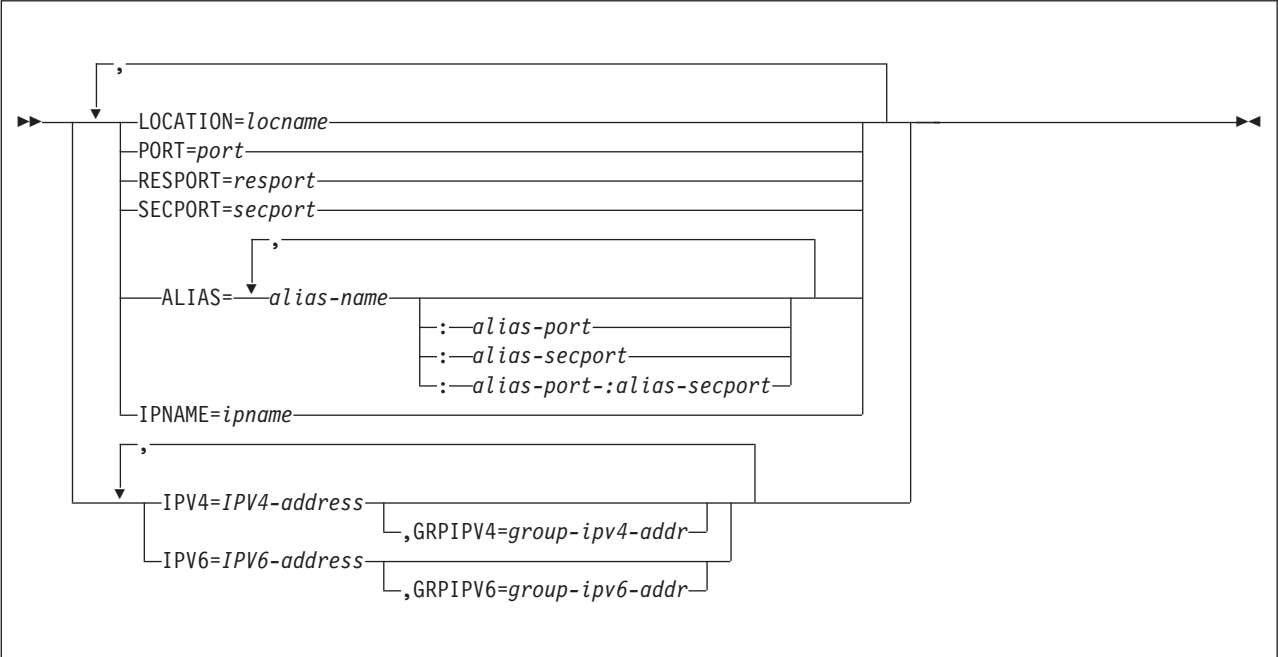 ,
LOCATION=locname
PORT=port
RESPORT=resport
SECPORT=secport
,
ALIAS= alias-name
: alias-port
: alias-secport
: alias-port-:alias-secport
IPNAME=ipname
,
IPV4=IPV4-address
,GRPIPV4=group-ipv4-addr
IPV6=IPV6-address
,GRPIPV6=group-ipv6-addr